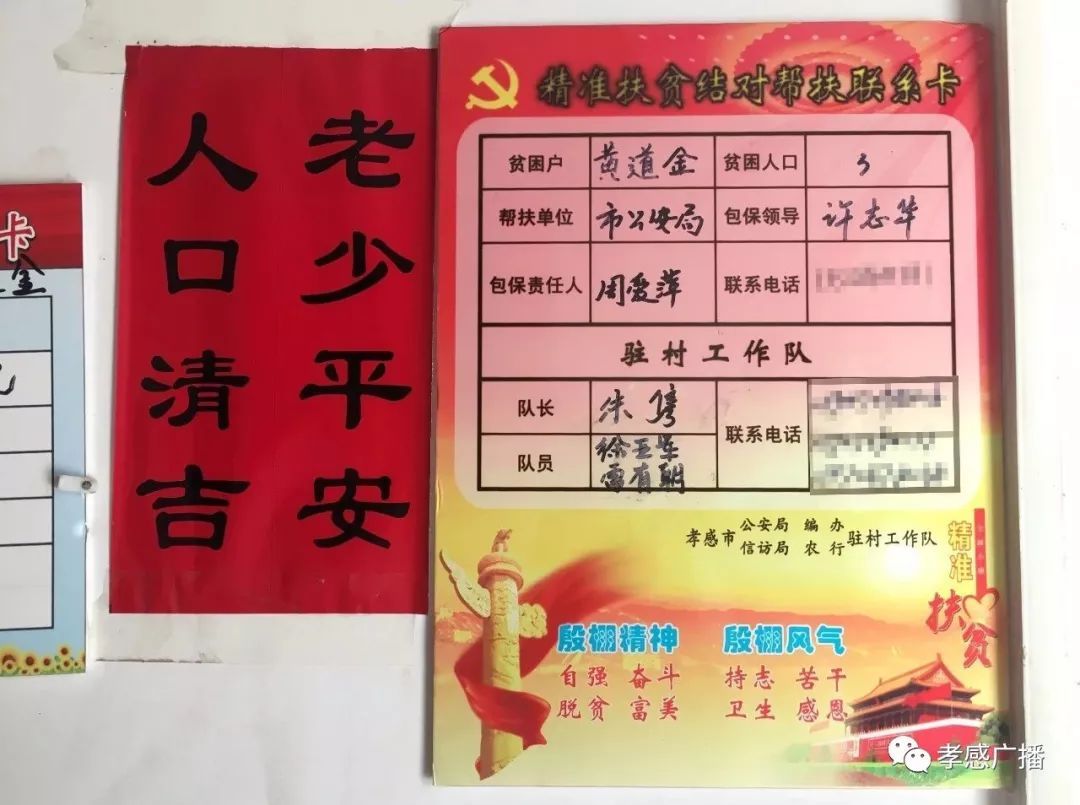 卡
金
老少平安
人口清吉
精准扶贫结对帮扶联系卡
贫困户 黄道金 贫困人口 3
帮扶单位 市公安局 包保领导 许志华
包保责任人 周爱萍 联系电话
驻村工作队
队长 朱
联系电话
队员 徐玉华
雷有朝
孝感市 公安局 编办 驻村工作队
信访局 农行
精准
扶贫
殷棚精神 殷棚风气
自强 奋斗 持志 苦干
脱贫 富美 卫生 感恩
孝感广播